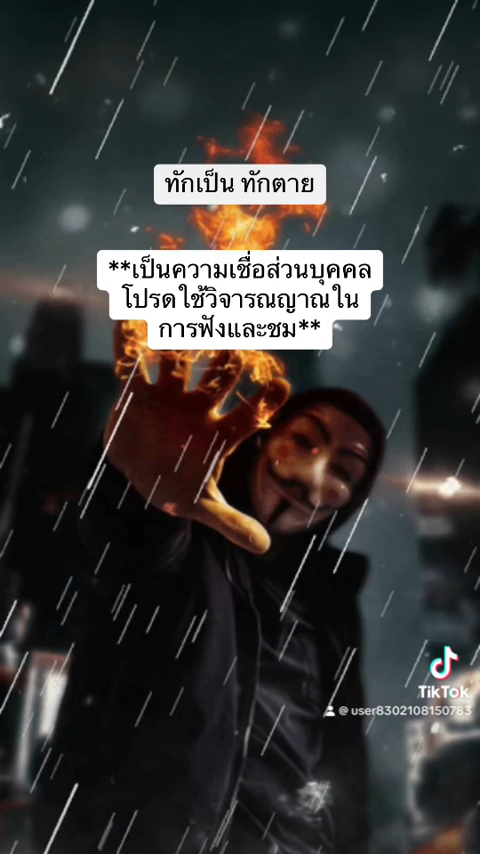 ทักเป็น ทักตาย
**เป็นความเชื่อส่วนบุคคล
โปรดใช้วิจารณญาณใน
การฟังและชม**
TikTok
@ user8302108150783